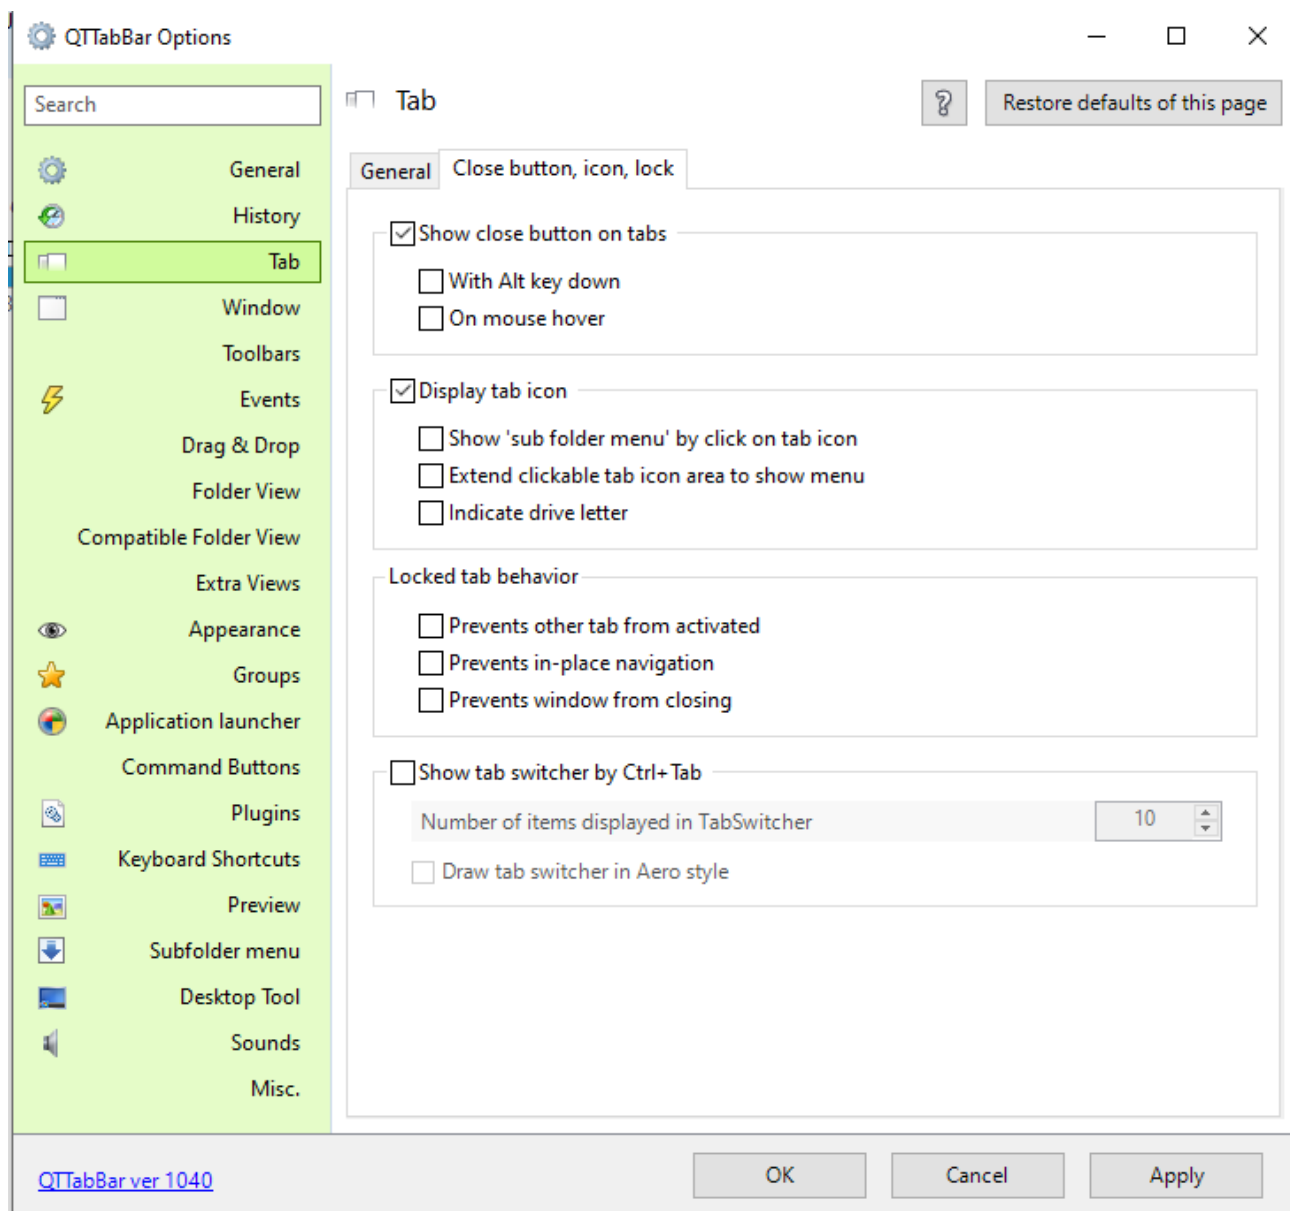 QTTabBar Options
Search
General
History
Tab
Window
Toolbars
Events
Drag & Drop
Folder View
Compatible Folder View
Extra Views
Appearance
Groups
Application launcher
Command Buttons
Plugins
Keyboard Shortcuts
Preview
Subfolder menu
Desktop Tool
Sounds
Misc.
Tab
?
Restore defaults of this page
General
Close button, icon, lock
Show close button on tabs
With Alt key down
On mouse hover
Display tab icon
Show 'sub folder menu' by click on tab icon
Extend clickable tab icon area to show menu
Indicate drive letter
Locked tab behavior
Prevents other tab from activated
Prevents in-place navigation
Prevents window from closing
Show tab switcher by Ctrl+Tab
Number of items displayed in TabSwitcher
10
Draw tab switcher in Aero style
QTTabBar ver 1040
OK
Cancel
Apply